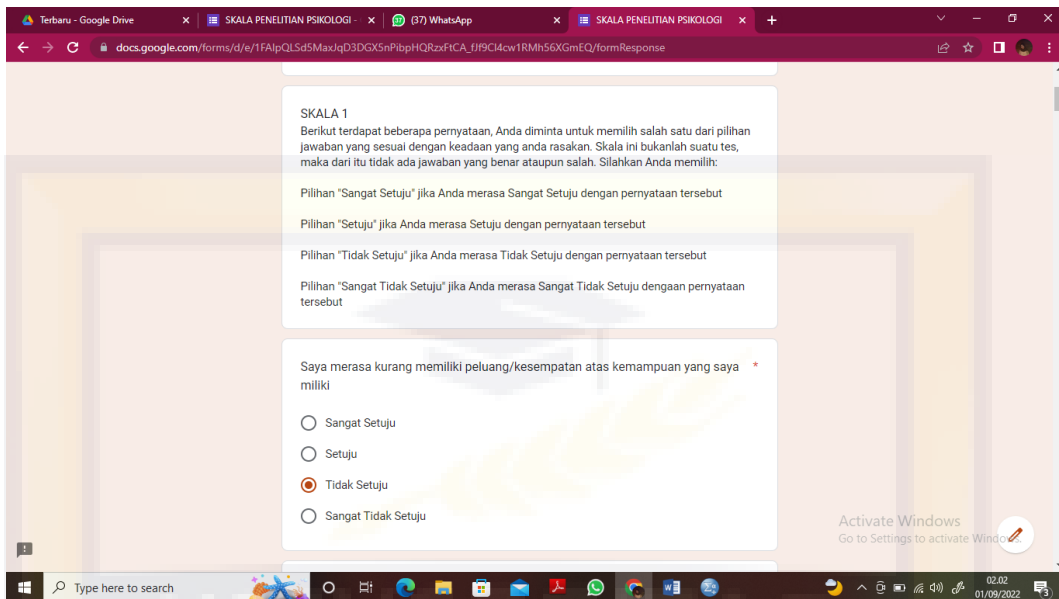 Terbaru - Google Drive
SKALA PENELITIAN PSIKOLOGI -
(37) WhatsApp
SKALA PENELITIAN PSIKOLOGI
docs.google.com/forms/d/e/1FAIpQLSd5MaxJqD3DGX5nPibpHQRzxFtCA_fJf9Cl4cw1RMh56XGmEQ/formResponse
SKALA 1
Berikut terdapat beberapa pernyataan, Anda diminta untuk memilih salah satu dari pilihan
jawaban yang sesuai dengan keadaan yang anda rasakan. Skala ini bukanlah suatu tes,
maka dari itu tidak ada jawaban yang benar ataupun salah. Silahkan Anda memilih:
Pilihan "Sangat Setuju" jika Anda merasa Sangat Setuju dengan pernyataan tersebut
Pilihan "Setuju" jika Anda merasa Setuju dengan pernyataan tersebut
Pilihan "Tidak Setuju" jika Anda merasa Tidak Setuju dengan pernyataan tersebut
Pilihan "Sangat Tidak Setuju" jika Anda merasa Sangat Tidak Setuju dengaan pernyataan
tersebut
Saya merasa kurang memiliki peluang/kesempatan atas kemampuan yang saya *
miliki
Sangat Setuju
Setuju
Tidak Setuju
Sangat Tidak Setuju
Activate Windows
Go to Settings to activate Windows.
Type here to search
02.02
01/09/2022